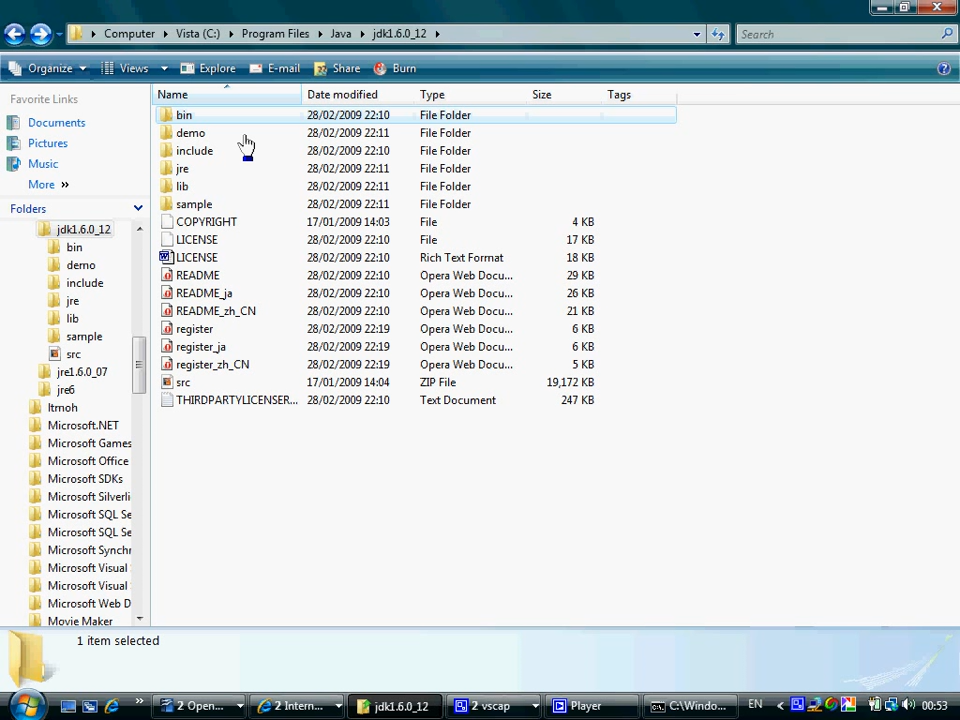 Computer Vista (C:) Program Files Java jdk1.6.0_12 Search
Organize Views Explore E-mail Share Burn
Favorite Links
Documents
Pictures
Music
More »
Folders
jdk1.6.0_12
bin
demo
include
jre
lib
sample
src
jre1.6.0_07
jre6
ltmoh
Microsoft.NET
Microsoft Games
Microsoft Office
Microsoft SDKs
Microsoft Silverli
Microsoft SQL Se
Microsoft SQL Se
Microsoft Synchr
Microsoft Visual
Microsoft Visual
Microsoft Web D
Movie Maker
Name Date modified Type Size Tags
bin 28/02/2009 22:10 File Folder
demo 28/02/2009 22:11 File Folder
include 28/02/2009 22:10 File Folder
jre 28/02/2009 22:11 File Folder
lib 28/02/2009 22:11 File Folder
sample 28/02/2009 22:11 File Folder
COPYRIGHT 17/01/2009 14:03 File 4 KB
LICENSE 28/02/2009 22:10 File 17 KB
LICENSE 28/02/2009 22:10 Rich Text Format 18 KB
README 28/02/2009 22:10 Opera Web Docu... 29 KB
README_ja 28/02/2009 22:10 Opera Web Docu... 26 KB
README_zh_CN 28/02/2009 22:10 Opera Web Docu... 21 KB
register 28/02/2009 22:19 Opera Web Docu... 6 KB
register_ja 28/02/2009 22:19 Opera Web Docu... 6 KB
register_zh_CN 28/02/2009 22:19 Opera Web Docu... 5 KB
src 17/01/2009 14:04 ZIP File 19,172 KB
THIRDPARTYLICENSER... 28/02/2009 22:10 Text Document 247 KB
1 item selected
2 Open... 2 Intern... jdk1.6.0_12 2 vscap Player C:\Windo... EN 00:53